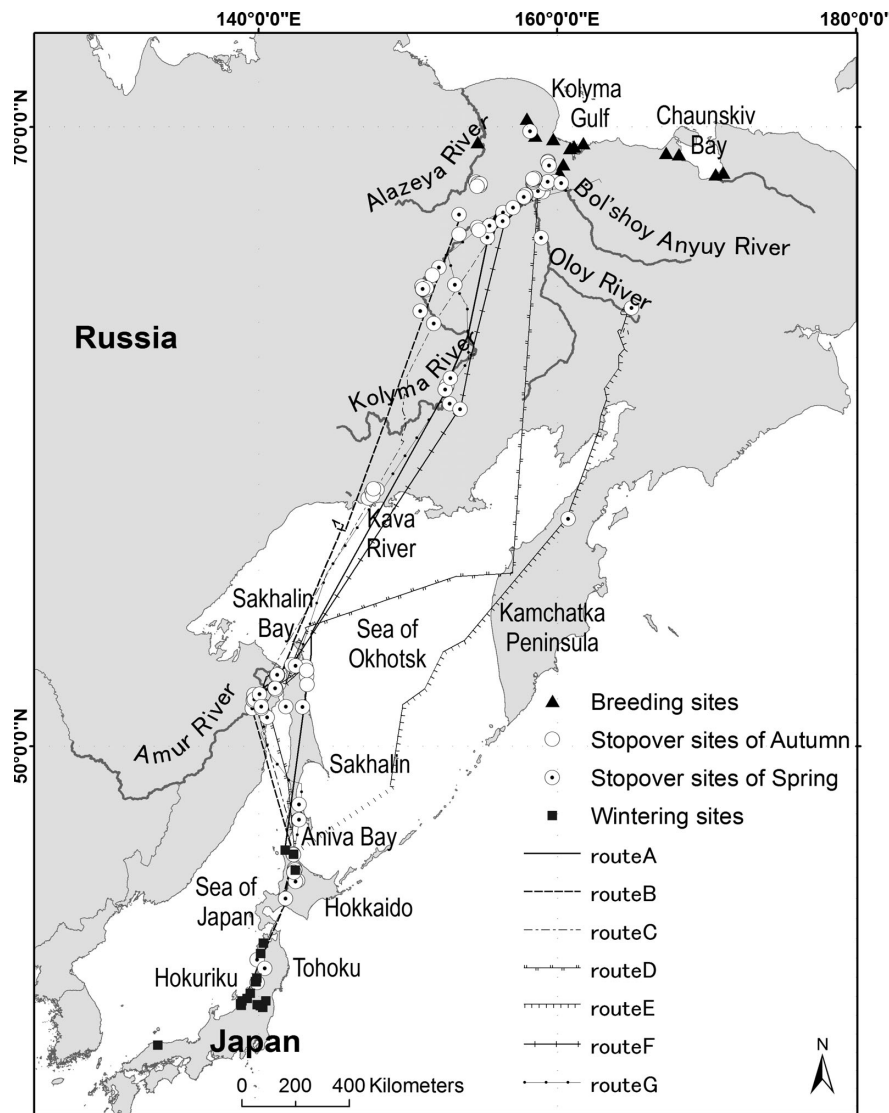 140°0'0"E
160°0'0"E
180°0'0"
70°0'0"N
50°0'0"N
Kolyma
Gulf
Chaunskiv
Bay
Alazeya River
Bol'shoy Anyuy River
Oloy River
Russia
Kolyma River
Kava
River
Sakhalin
Bay
Sea of
Okhotsk
Kamchatka
Peninsula
Amur River
Sakhalin
Aniva Bay
Sea of
Japan
Hokkaido
Hokuriku
Tohoku
Japan
Breeding sites
Stopover sites of Autumn
Stopover sites of Spring
Wintering sites
routeA
routeB
routeC
routeD
routeE
routeF
routeG
0 200 400 Kilometers
N